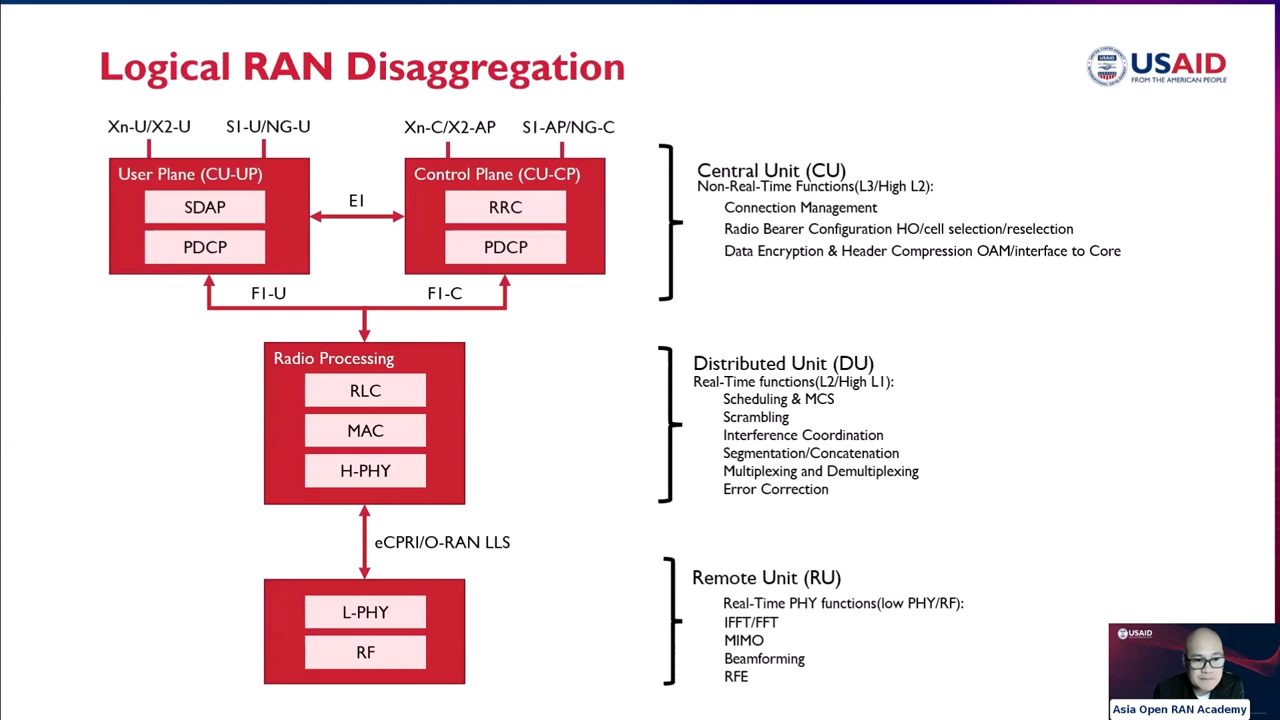 Logical RAN Disaggregation
USAID
FROM THE AMERICAN PEOPLE
Xn-U/X2-U
S1-U/NG-U
Xn-C/X2-AP
S1-AP/NG-C
User Plane (CU-UP)
SDAP
PDCP
E1
Control Plane (CU-CP)
RRC
PDCP
F1-U
F1-C
Radio Processing
RLC
MAC
H-PHY
eCPRI/O-RAN LLS
L-PHY
RF
Central Unit (CU)
Non-Real-Time Functions(L3/High L2):
Connection Management
Radio Bearer Configuration HO/cell selection/reselection
Data Encryption & Header Compression OAM/interface to Core
Distributed Unit (DU)
Real-Time functions(L2/High L1):
Scheduling & MCS
Scrambling
Interference Coordination
Segmentation/Concatenation
Multiplexing and Demultiplexing
Error Correction
Remote Unit (RU)
Real-Time PHY functions(low PHY/RF):
IFFT/FFT
MIMO
Beamforming
RFE
USAID
Asia Open RAN Academy